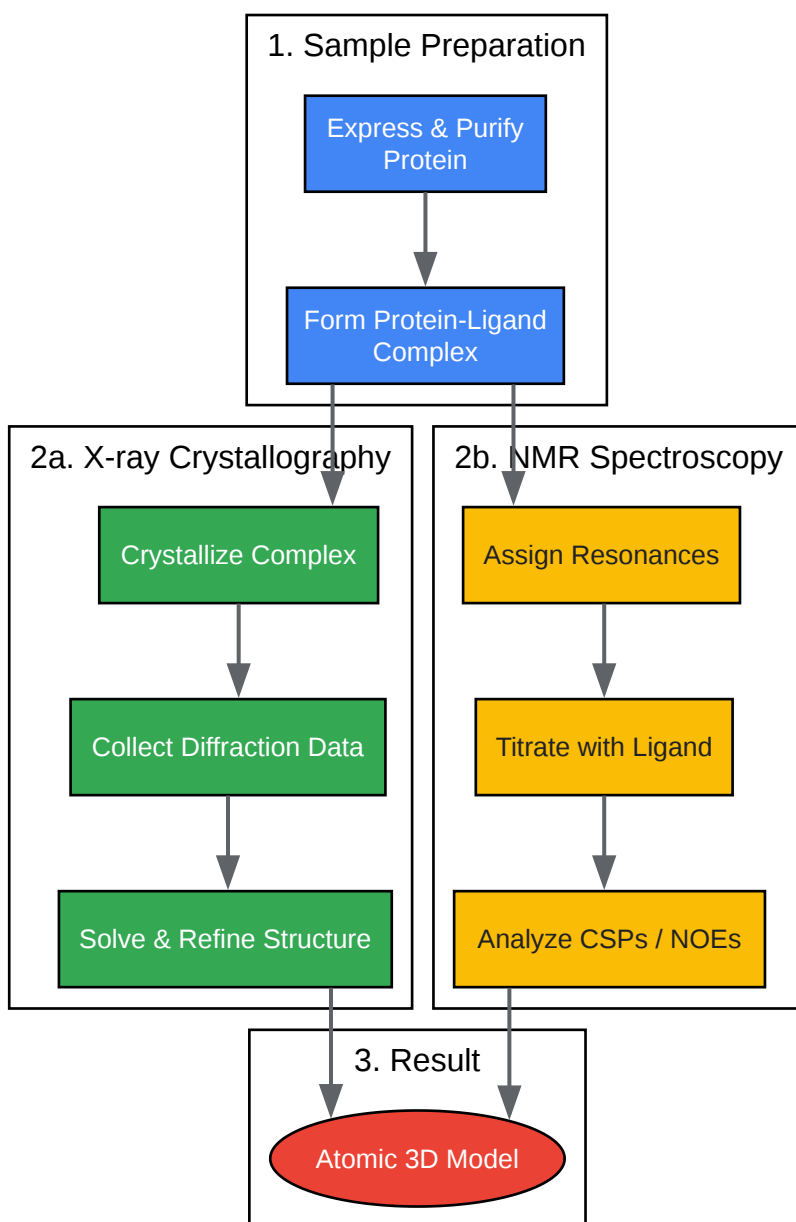 1. Sample Preparation
Express & Purify
Protein
Form Protein-Ligand
Complex
2a. X-ray Crystallography
Crystallize Complex
Collect Diffraction Data
Solve & Refine Structure
2b. NMR Spectroscopy
Assign Resonances
Titrate with Ligand
Analyze CSPs / NOEs
3. Result
Atomic 3D Model